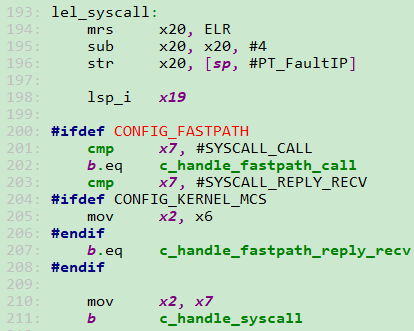 193: lel_syscall:
194:     mrs     x20, ELR
195:     sub     x20, x20, #4
196:     str     x20, [sp, #PT_FaultIP]
197:
198:     lsp_i   x19
199:
200: #ifdef CONFIG_FASTPATH
201:     cmp     x7, #SYSCALL_CALL
202:     b.eq    c_handle_fastpath_call
203:     cmp     x7, #SYSCALL_REPLY_RECV
204: #ifdef CONFIG_KERNEL_MCS
205:     mov     x2, x6
206: #endif
207:     b.eq    c_handle_fastpath_reply_recv
208: #endif
209:
210:     mov     x2, x7
211:     b       c_handle_syscall